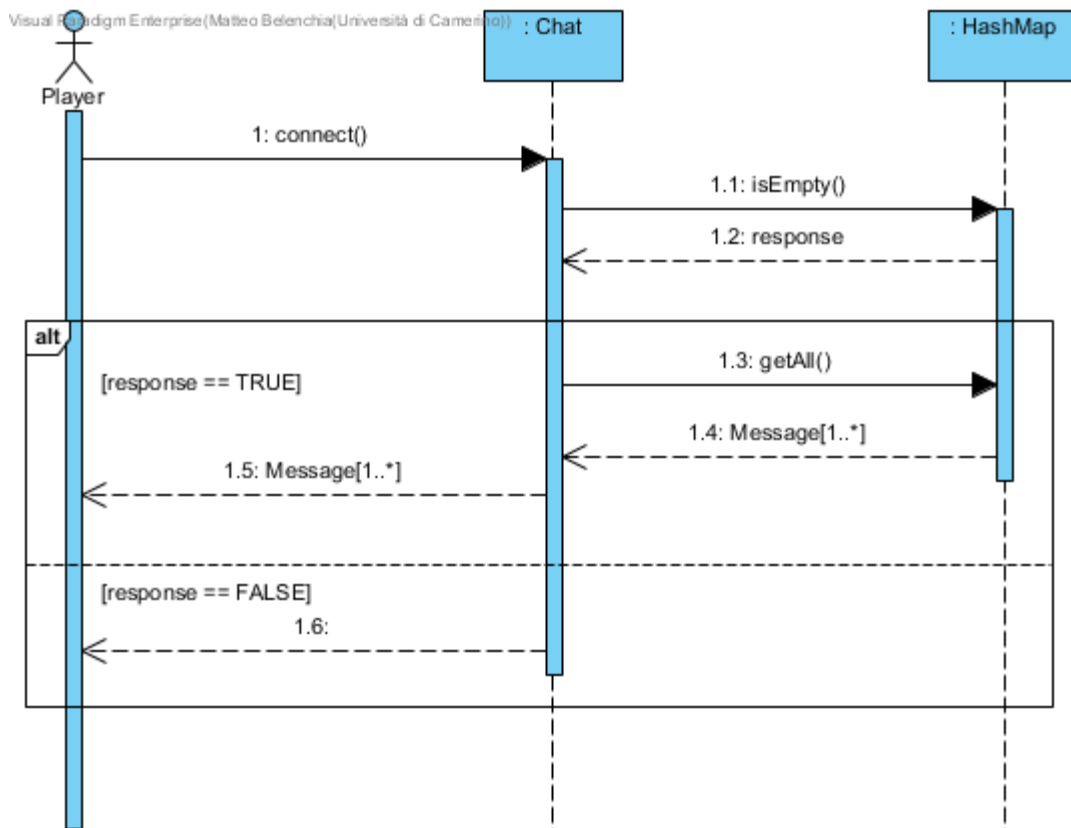 Visual Paradigm Enterprise(Matteo Belenchia(Università di Camerino))
: Chat
: HashMap
Player
1: connect()
1.1: isEmpty()
1.2: response
alt
1.3: getAll()
[response == TRUE]
1.4: Message[1..*]
1.5: Message[1..*]
[response == FALSE]
1.6: